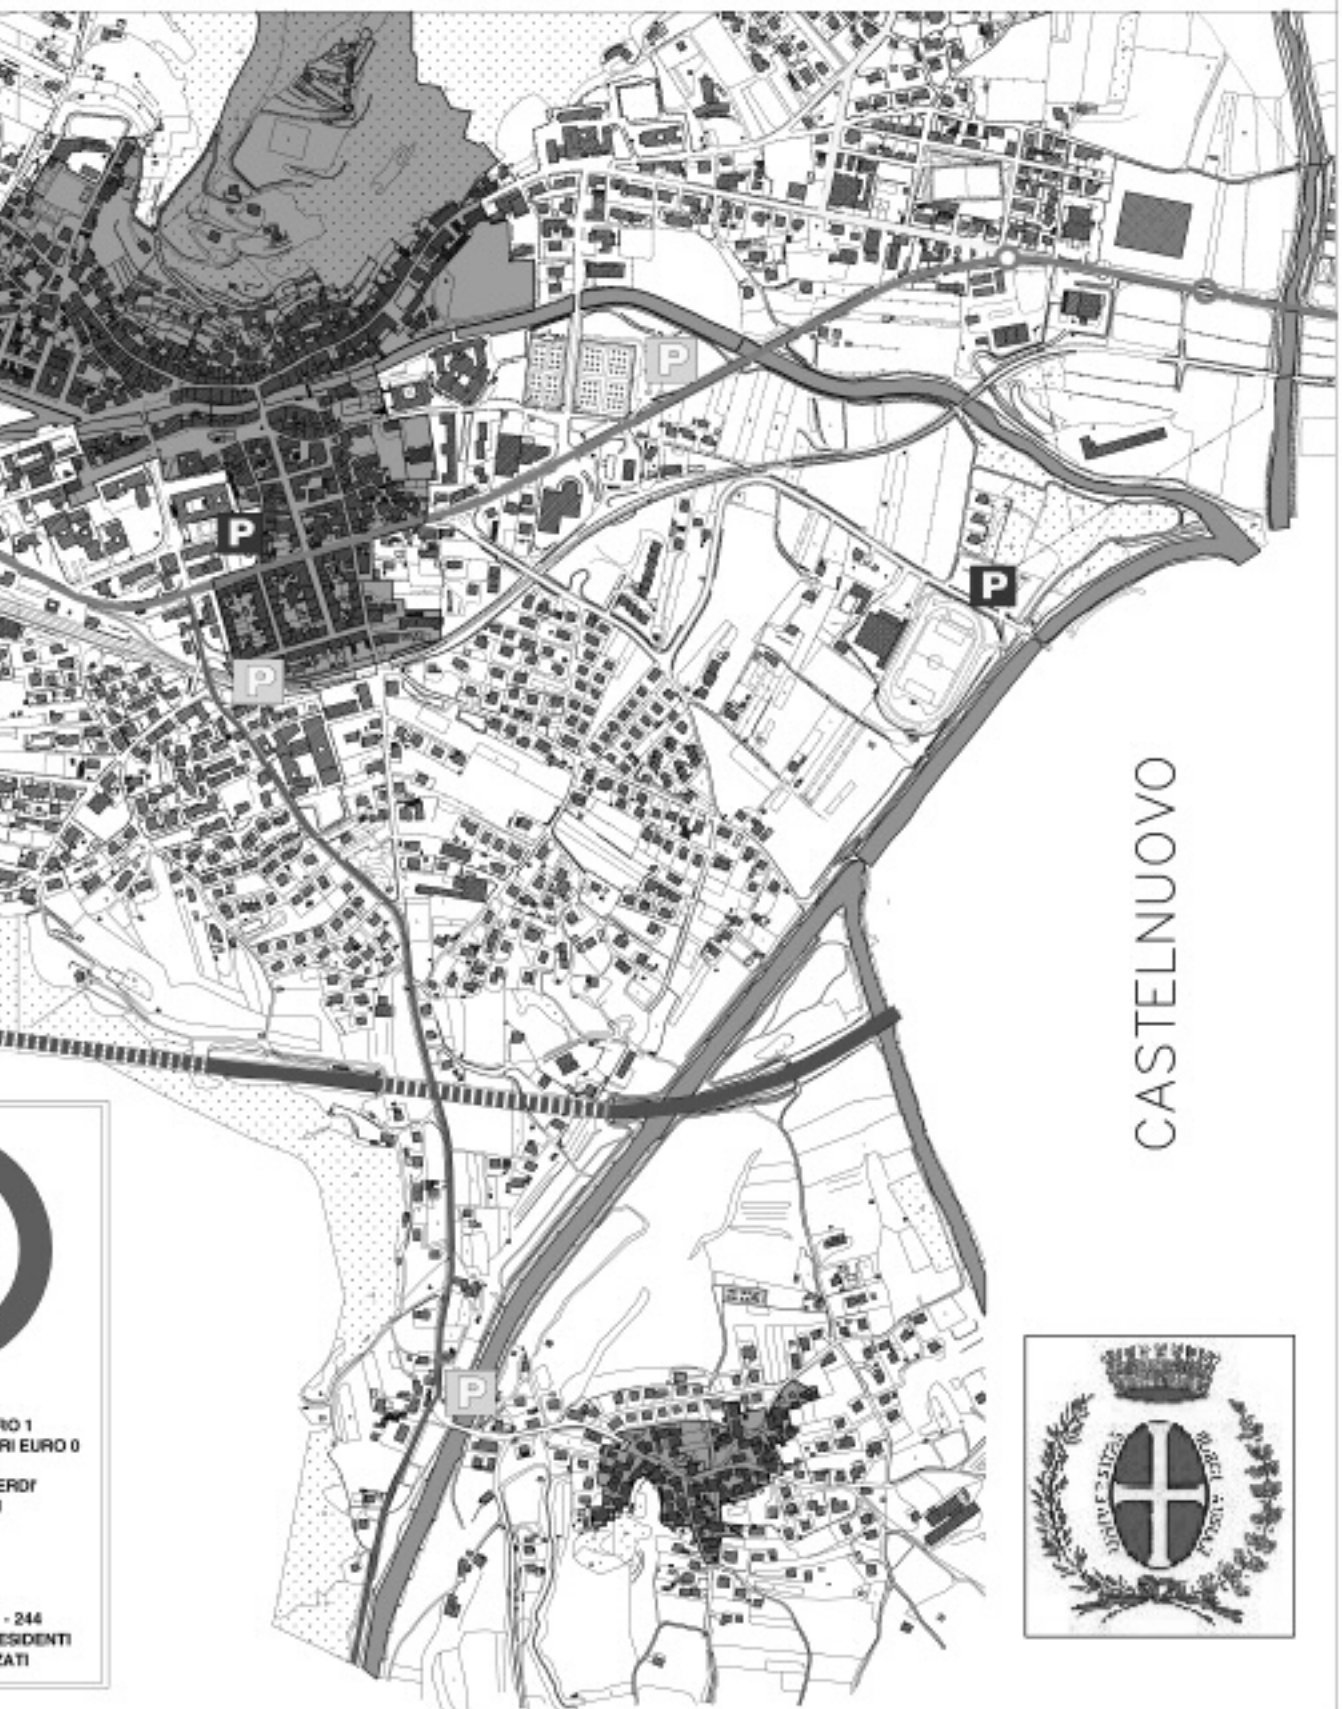 P
P
P
P
P
CASTELNUOVO
RO 1
RI EURO 0
ERDI'
- 244
ESIDENTI
ZATI